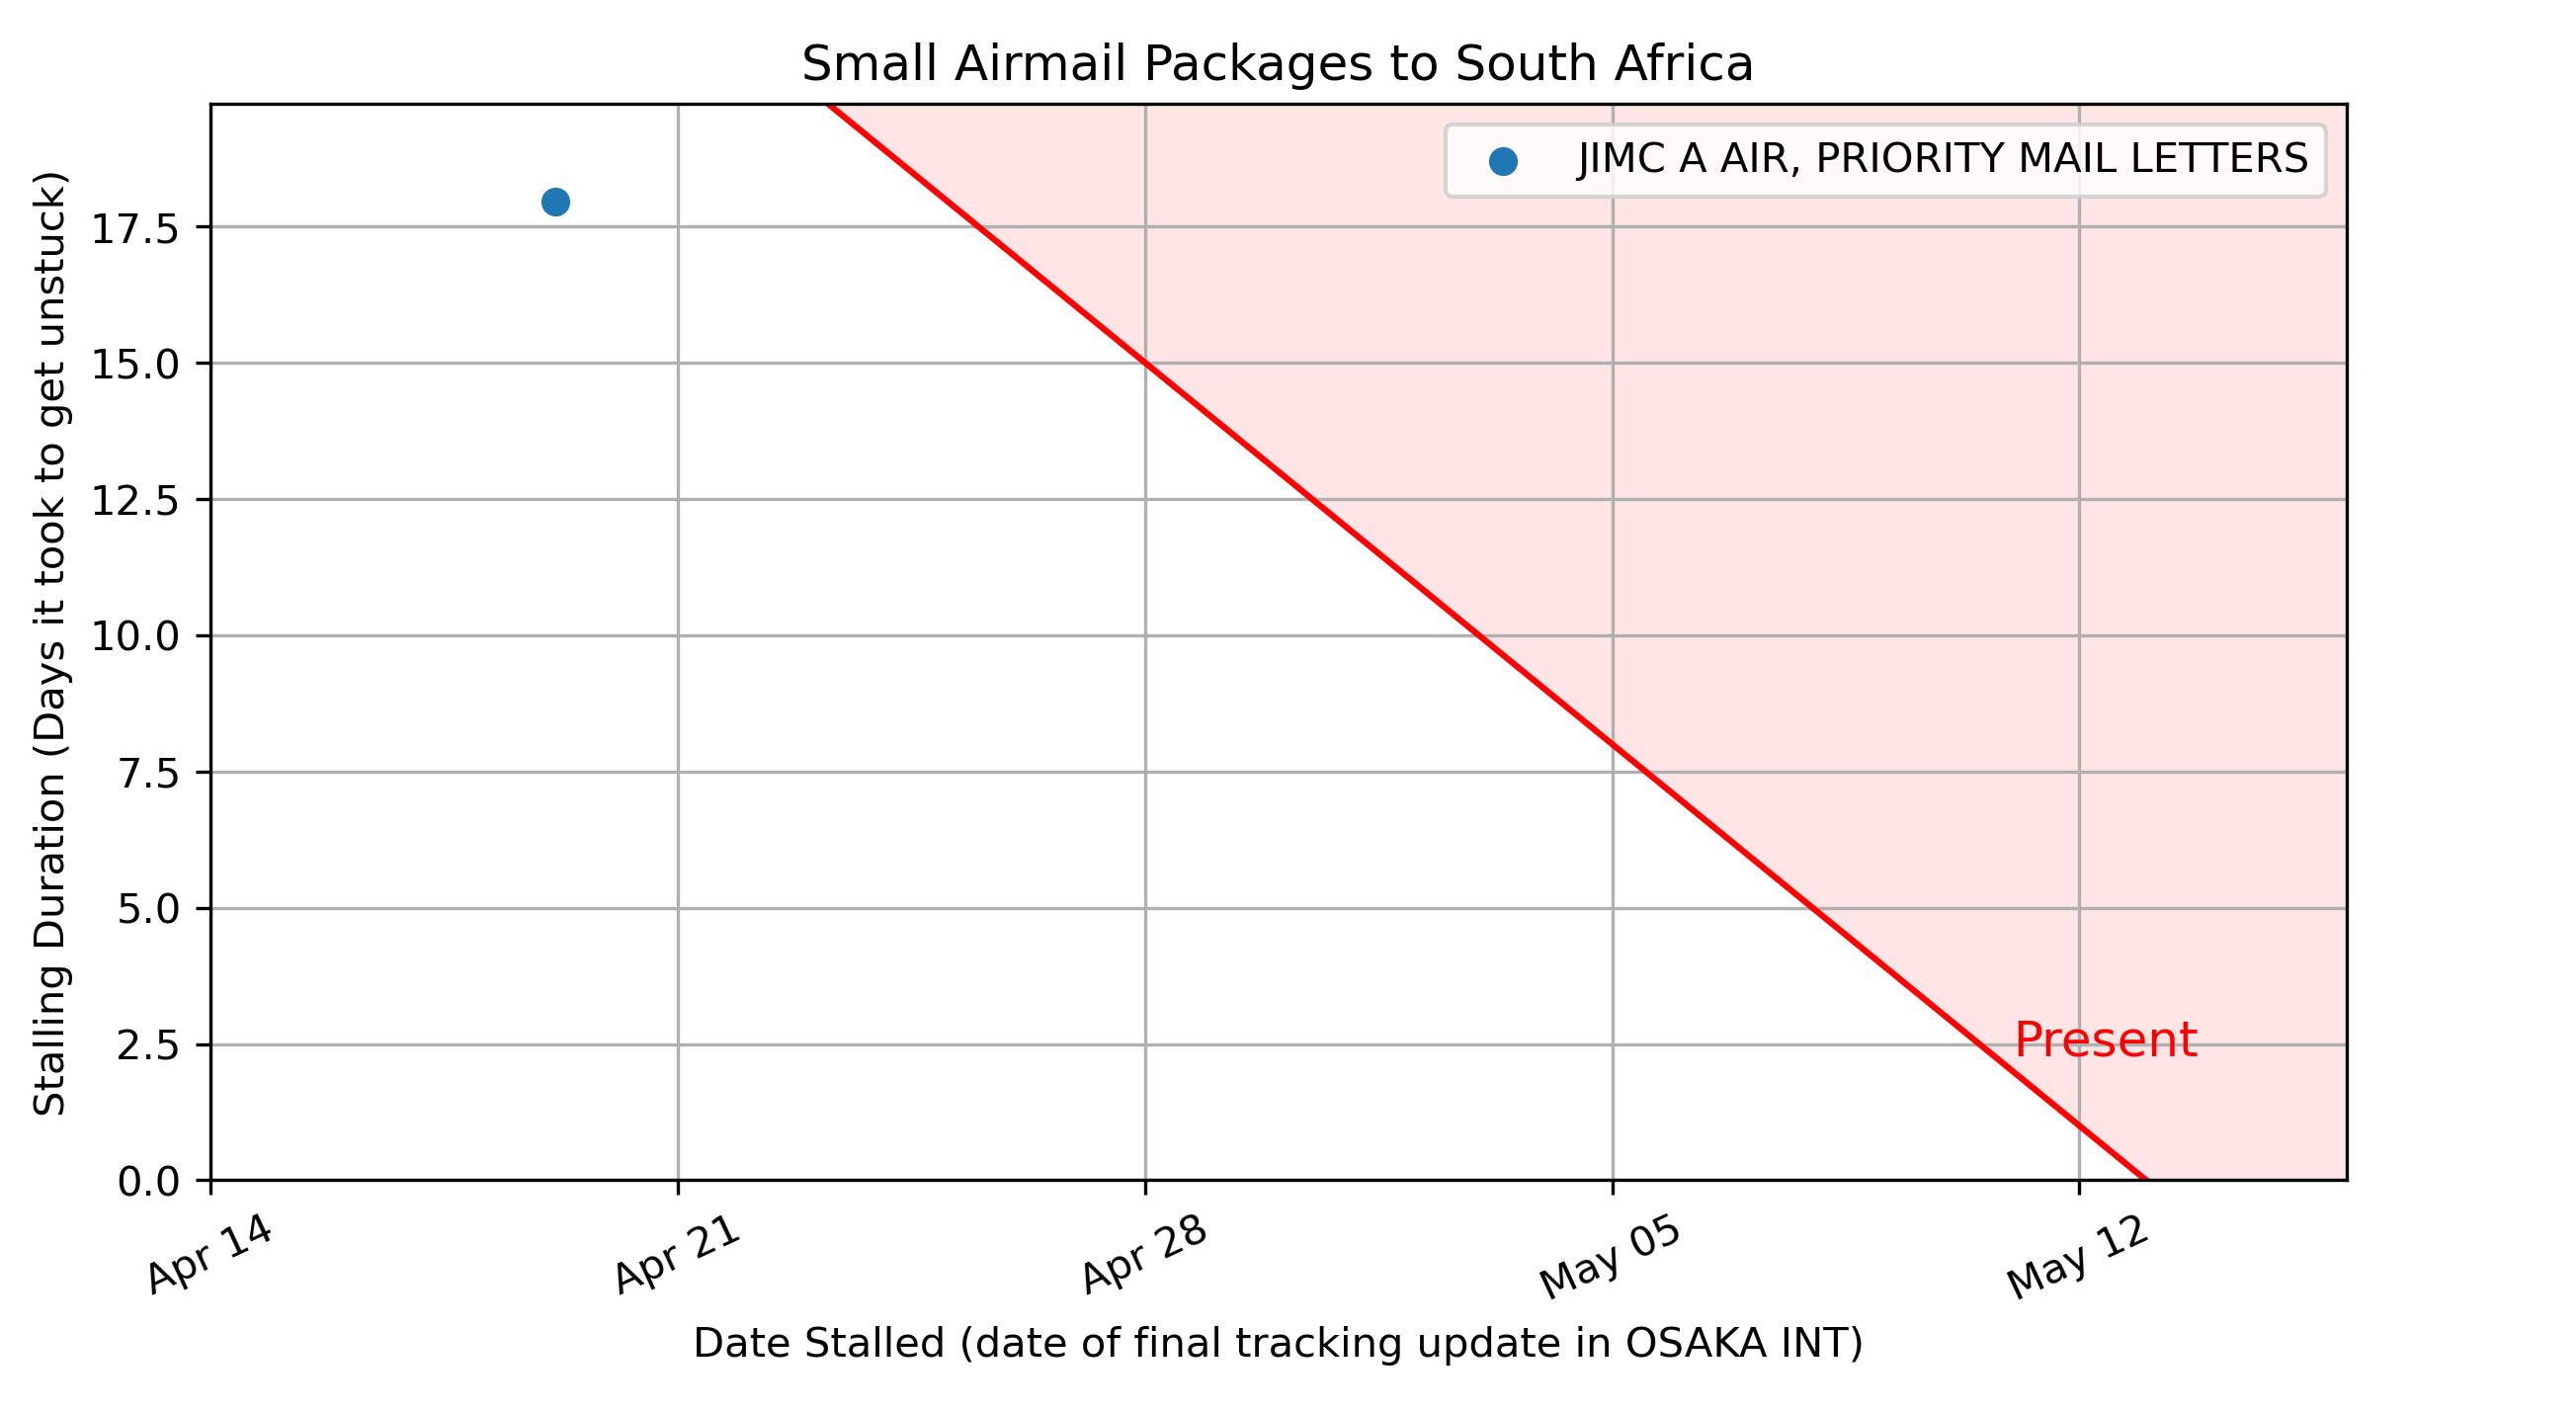 Small Airmail Packages to South Africa
JIMC A AIR, PRIORITY MAIL LETTERS
Stalling Duration (Days it took to get unstuck)
17.5
15.0
12.5
10.0
7.5
5.0
2.5
0.0
Present
Apr 14
Apr 21
Apr 28
May 05
May 12
Date Stalled (date of final tracking update in OSAKA INT)